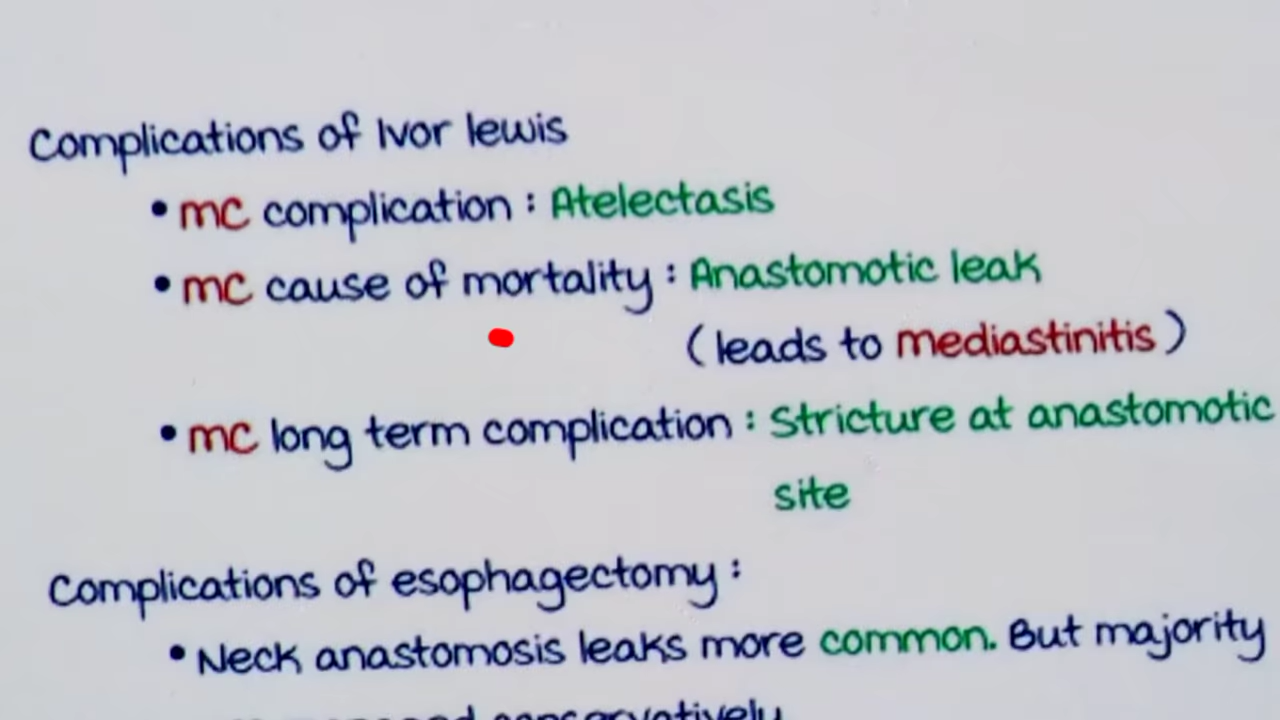 Complications of Ivor lewis
• mc complication : Atelectasis
• mc cause of mortality : Anastomotic leak
(leads to mediastinitis)
• mc long term complication : Stricture at anastomotic
site
Complications of esophagectomy :
• Neck anastomosis leaks more common. But majority
conservatively